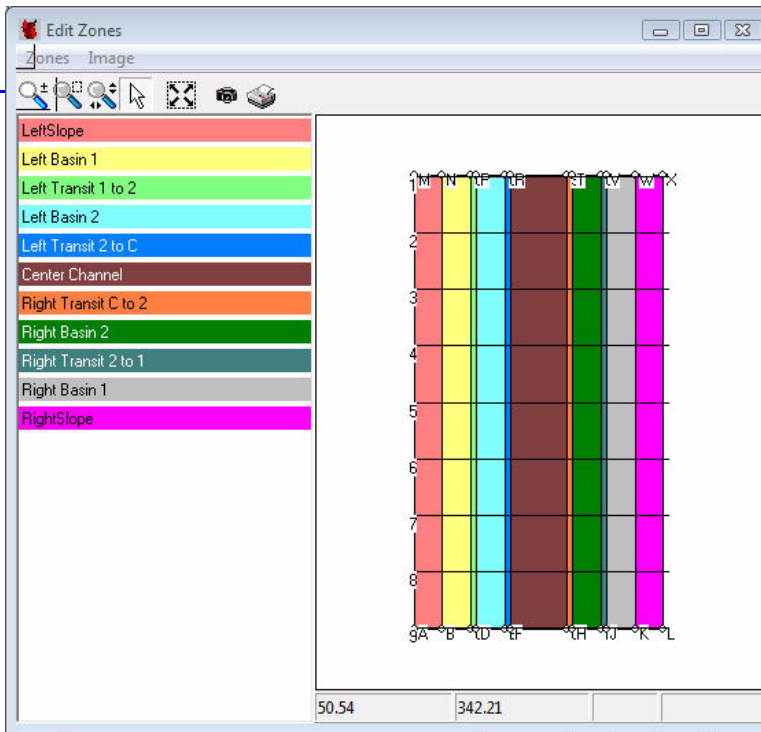 Edit Zones
Zones Image
LeftSlope
Left Basin 1
Left Transit 1 to 2
Left Basin 2
Left Transit 2 to C
Center Channel
Right Transit C to 2
Right Basin 2
Right Transit 2 to 1
Right Basin 1
RightSlope
M N P R T V W X
1
2
3
4
5
6
7
8
9 A B D F H J K L
50.54 342.21